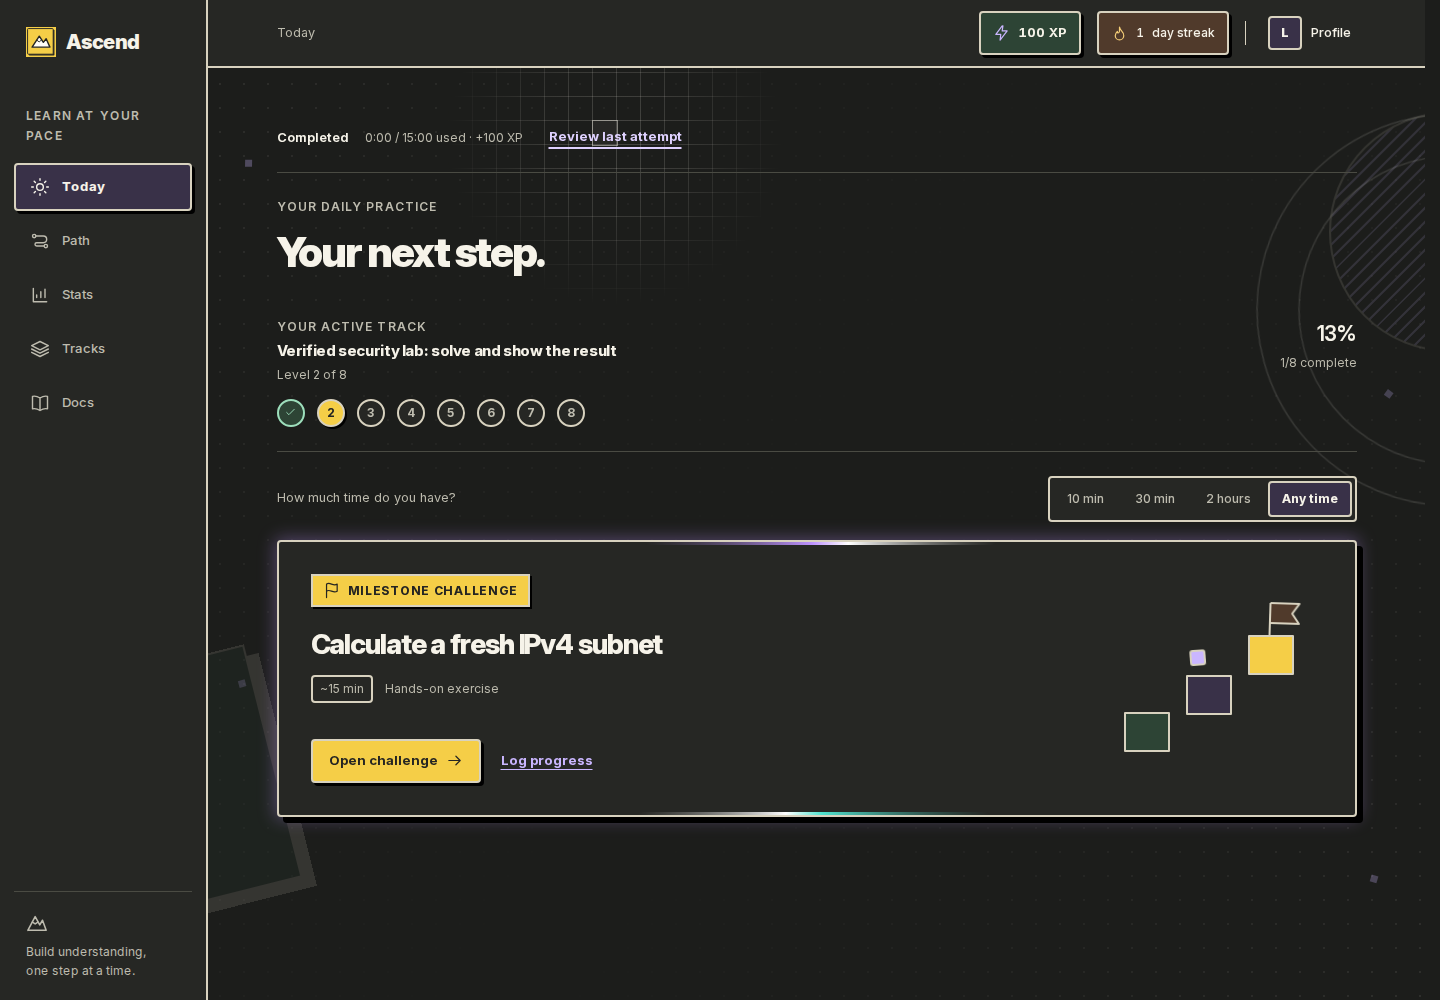 Ascend
LEARN AT YOUR
PACE
Today
Path
Stats
Tracks
Docs
Build understanding,
one step at a time.
Today
100 XP
1 day streak
L Profile
Completed 0:00 / 15:00 used · +100 XP Review last attempt
YOUR DAILY PRACTICE
Your next step.
YOUR ACTIVE TRACK
Verified security lab: solve and show the result
Level 2 of 8
13%
1/8 complete
2 3 4 5 6 7 8
How much time do you have?
10 min 30 min 2 hours Any time
MILESTONE CHALLENGE
Calculate a fresh IPv4 subnet
~15 min Hands-on exercise
Open challenge → Log progress